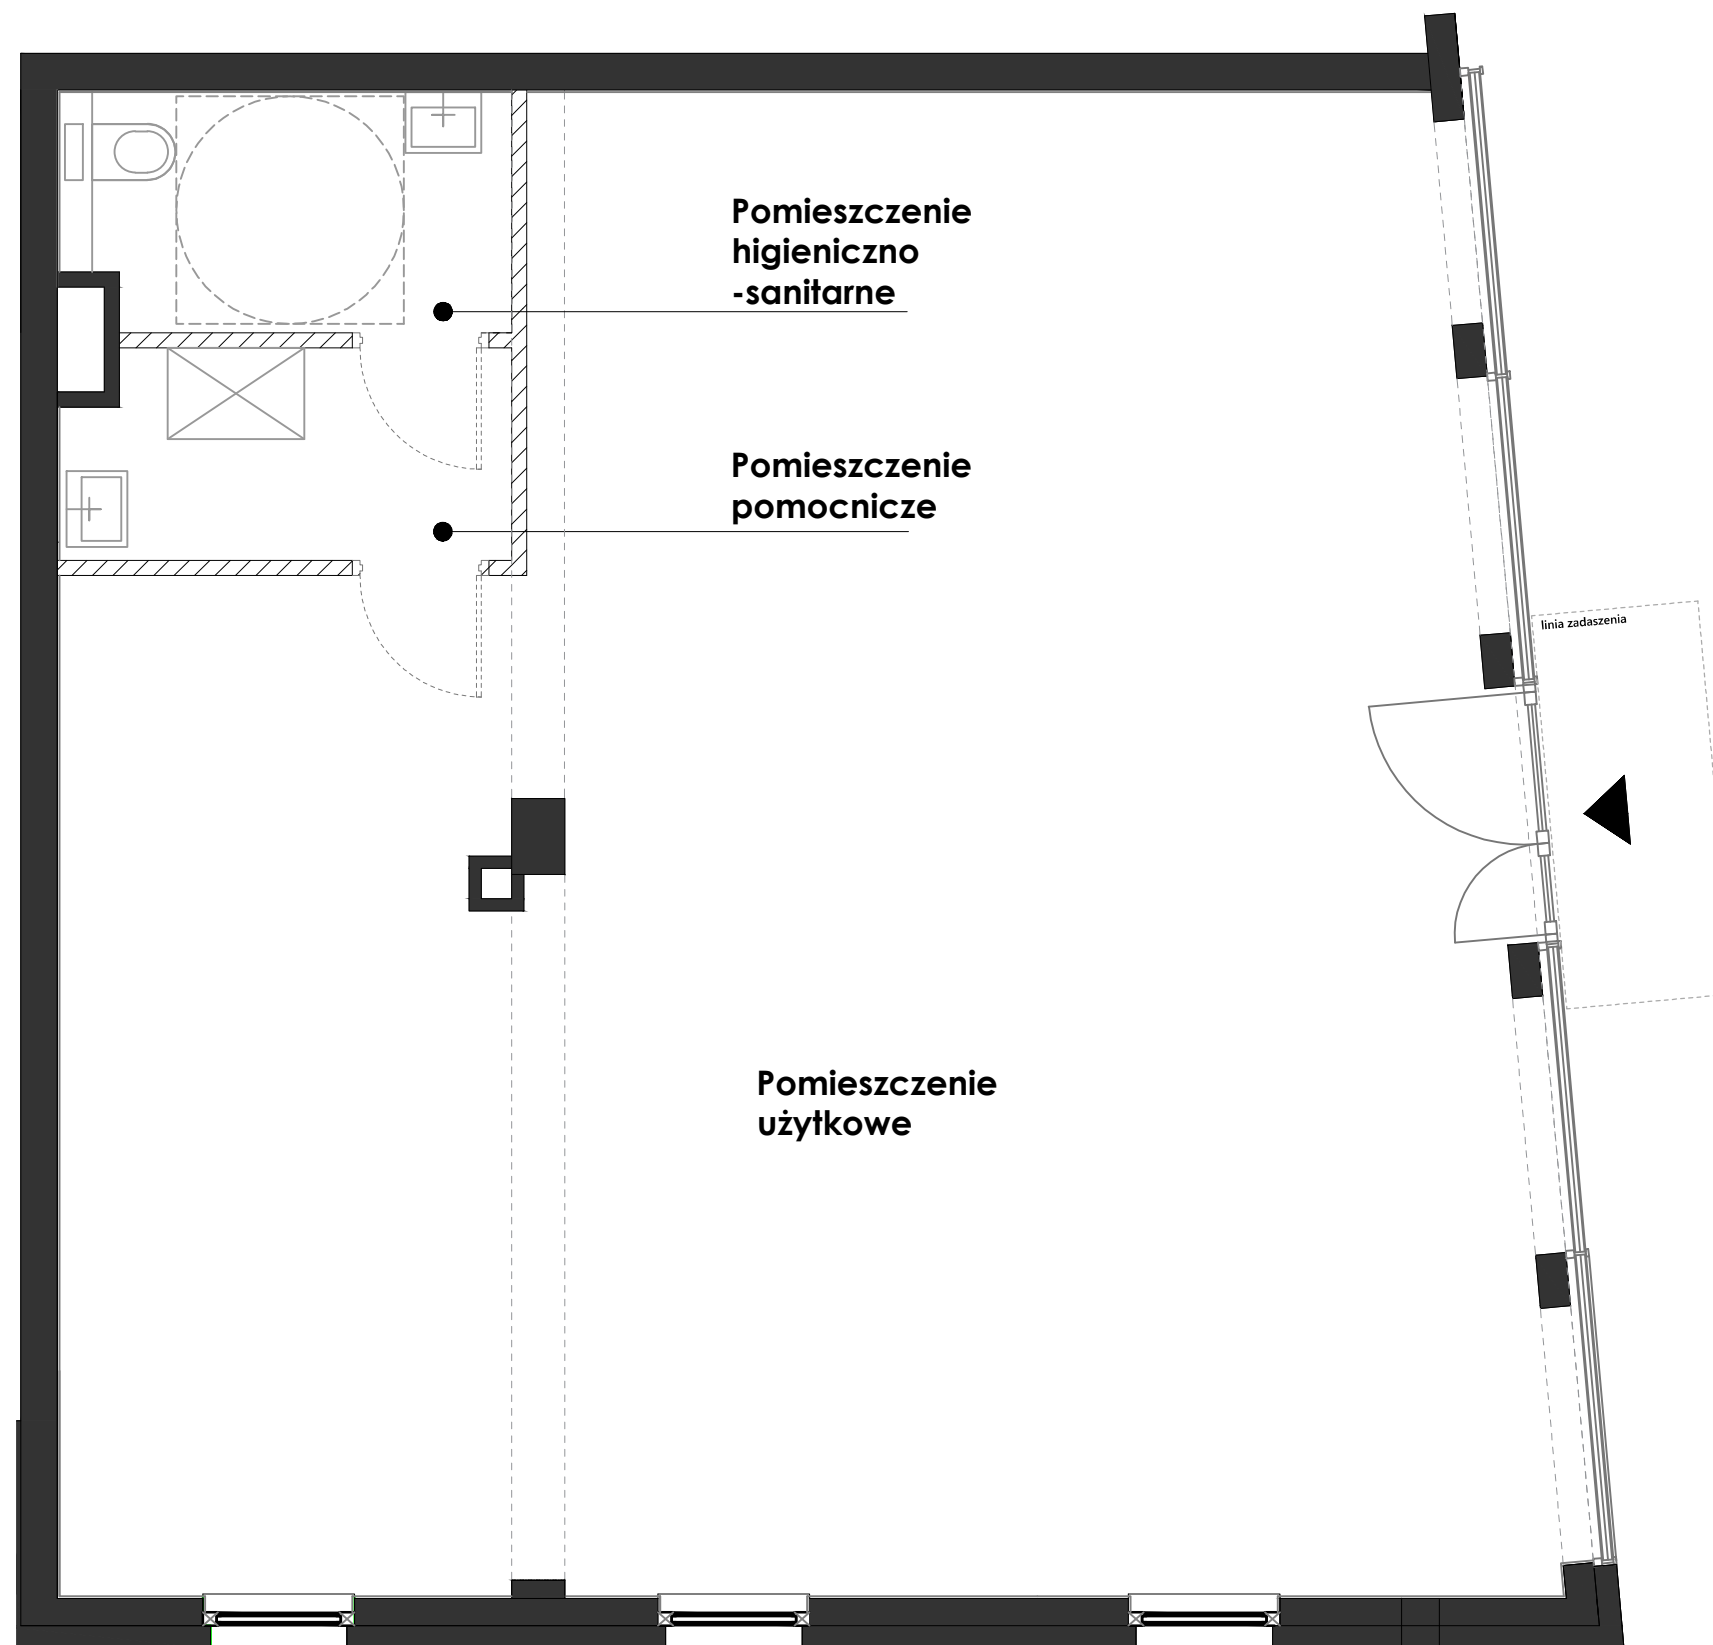 Pomieszczenie
higieniczno
-sanitarne
Pomieszczenie
pomocnicze
linia zadaszenia
Pomieszczenie
użytkowe